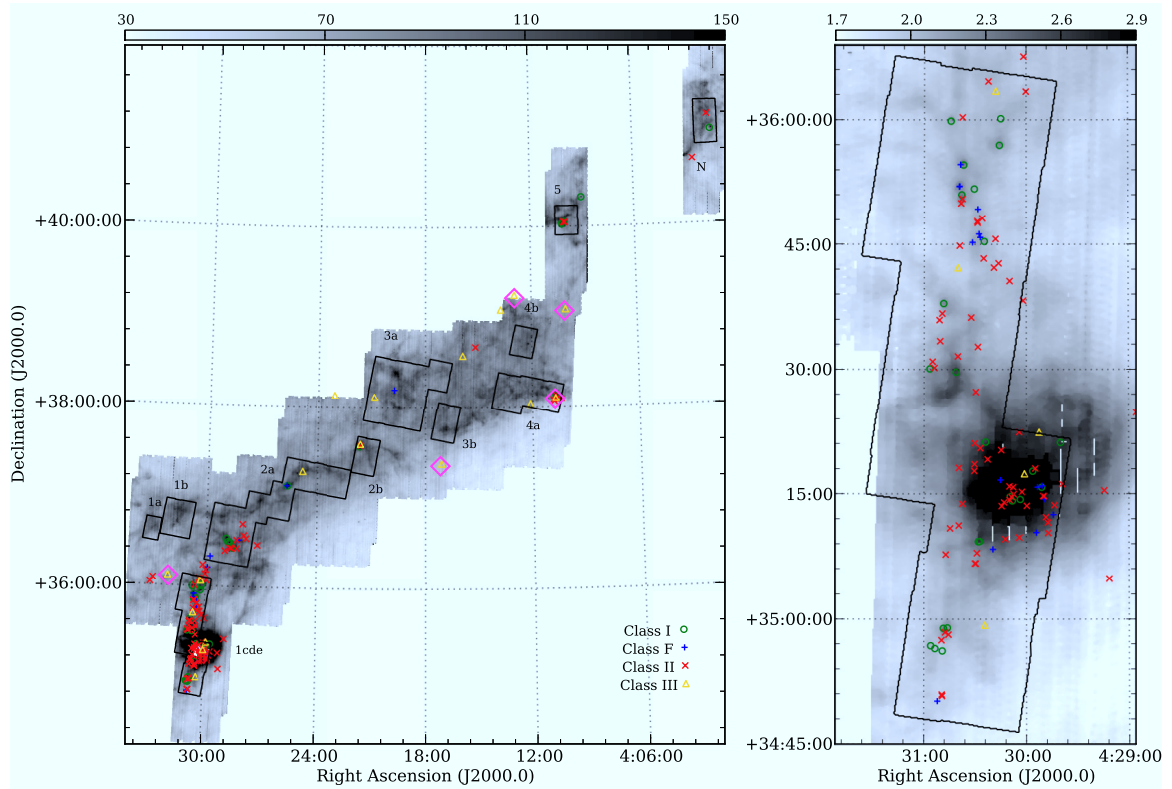 30 70 110 150
1.7 2.0 2.3 2.6 2.9
N
5
4b
3a
3b
4a
2a
2b
1b
1a
1cde
Class I
Class F
Class II
Class III
+40:00:00
+38:00:00
+36:00:00
Declination (J2000.0)
30:00 24:00 18:00 12:00 4:06:00
Right Ascension (J2000.0)
+36:00:00
45:00
30:00
15:00
+35:00:00
+34:45:00
31:00 30:00 4:29:00
Right Ascension (J2000.0)